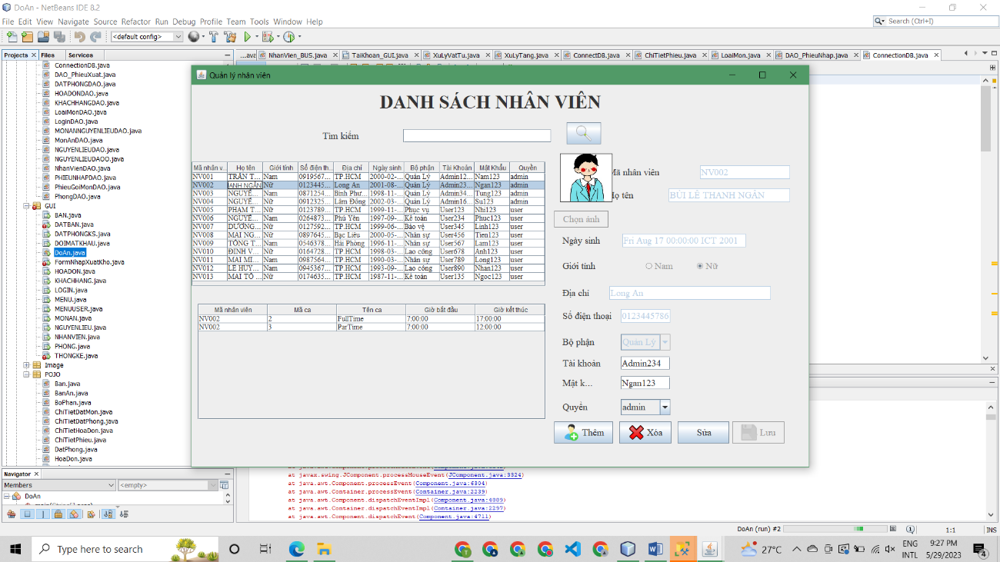 DoAn - NetBeans IDE 8.2
File Edit View Navigate Source Refactor Run Debug Profile Team Tools Window Help
Search (Ctrl+I)
<default config>
Projects Files Services
...ava NhanVien_BUS.java TaiKhoan_GUI.java XuLyVatTu.java XuLyTang.java ConnectDB.java ChiTietPhieu.java LoaiMon.java DAO_PhieuNhap.java ConnectionDB.java
ConnectionDB.java
DAO_PhieuXuat.java
DATPHONGDAO.java
HOADONDAO.java
KHACHHANGDAO.java
LoaiMonDAO.java
LoginDAO.java
MONANNGUYENLIEUDAO.java
MonAnDAO.java
NGUYENLIEUDAO.java
NGUYENLIEUDAOO.java
NhanVienDAO.java
PHIEUNHAPDAO.java
PhieuGoiMonDAO.java
PhongDAO.java
GUI
BAN.java
DATBAN.java
DATPHONGKS.java
DOIMATKHAU.java
DoAn.java
FormNhapXuatKho.java
HOADON.java
KHACHHANG.java
LOGIN.java
MENU.java
MENUUSER.java
MONAN.java
NGUYENLIEU.java
NHANVIEN.java
PHONG.java
THONGKE.java
Image
POJO
Ban.java
BanAn.java
BoPhan.java
ChiTietDatMon.java
ChiTietDatPhong.java
ChiTietHoaDon.java
ChiTietPhieu.java
DatPhong.java
HoaDon.java
Navigator
Members <empty>
DoAn
Quản lý nhân viên
DANH SÁCH NHÂN VIÊN
Tìm kiếm
Mã nhân v... Họ tên Giới tính Số điện th... Địa chỉ Ngày sinh Bộ phận Tài Khoản Mật Khẩu Quyền
NV001 TRẦN T... Nam 0919567... TP.HCM 2000-02-... Quản Lý Admin12... Nam123 admin
NV002 IANH NGÂN Nữ 0123445... Long An 2001-08-... Quản Lý Admin23... Ngan123 admin
NV003 NGUYỄ... Nam 0871254... Bình Phư... 1998-11-... Quản Lý Admin34... Tung123 admin
NV004 NGUYỄ... Nữ 0912325... Lâm Đồng 2002-03-... Quản Lý Admin16... Su123 admin
NV005 PHẠM T... Nữ 0123789... TP.HCM 1999-11-... Phục vụ User123 Nhi123 user
NV006 NGUYỄ... Nam 0264873... Phú Yên 1997-09-... Kế toán User234 Phuc123 user
NV007 DƯƠNG... Nữ 0127592... TP.HCM 1999-06-... Bảo vệ User345 Linh123 user
NV008 MAI NG... Nữ 0897645... Bạc Liêu 2000-05-... Nhân sự User456 Tien123 user
NV009 TỐNG T... Nam 0546378... Hải Phòng 1996-11-... Nhân sự User567 Lam123 user
NV010 ĐINH V... Nữ 0164728... TP.HCM 1998-03-... Lao công User678 Anh123 user
NV011 MAI MI... Nam 0987564... TP.HCM 1990-03-... Nhân sự User789 Long123 user
NV012 LÊ HUY... Nam 0945367... TP.HCM 1993-09-... Lao công User890 Nhan123 user
NV013 MAI TỐ ... Nữ 0174635... TP.HCM 1987-11-... Kế toán User135 Ngoc123 user
Mã nhân viên Mã ca Tên ca Giờ bắt đầu Giờ kết thúc
NV002 2 FullTime 7:00:00 17:00:00
NV002 3 ParTime 7:00:00 12:00:00
Mã nhân viên NV002
Họ tên BÙI LÊ THANH NGÂN
Chọn ảnh
Ngày sinh Fri Aug 17 00:00:00 ICT 2001
Giới tính Nam Nữ
Địa chỉ Long An
Số điện thoại 0123445786
Bộ phận Quản Lý
Tài khoản Admin234
Mật k... Ngan123
Quyền admin
Thêm Xóa Sửa Lưu
at javax.swing.JComponent.processMouseEvent(JComponent.java:3324)
at java.awt.Component.processEvent(Component.java:6304)
at java.awt.Container.processEvent(Container.java:2239)
at java.awt.Component.dispatchEventImpl(Component.java:4889)
at java.awt.Container.dispatchEventImpl(Container.java:2297)
at java.awt.Component.dispatchEvent(Component.java:4711)
DoAn (run) #2 1:1 INS
Type here to search
27°C
ENG
INTL
9:27 PM
5/29/2023
4